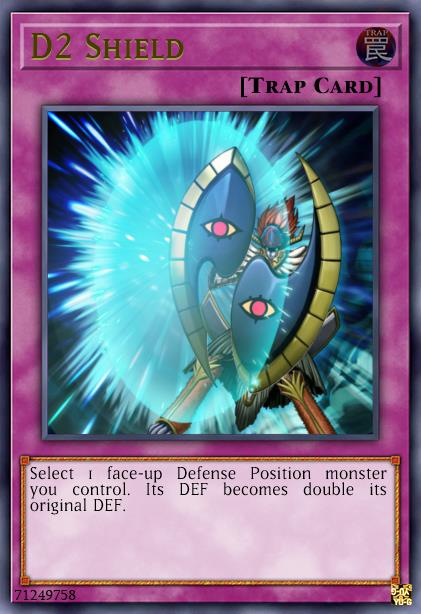 D2 Shield
TRAP
罠
[Trap Card]
Select 1 face-up Defense Position monster
you control. Its DEF becomes double its
original DEF.
71249758